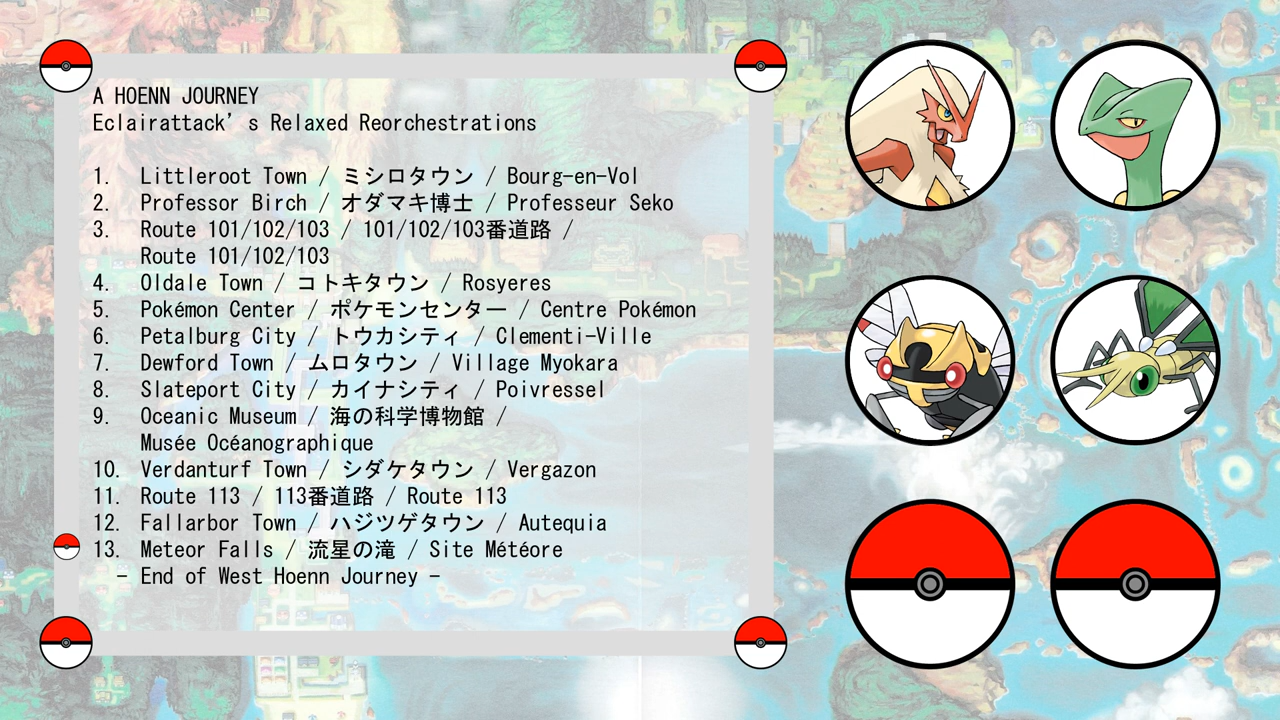 A HOENN JOURNEY
Eclairattack's Relaxed Reorchestrations
1. Littleroot Town / ミシロタウン / Bourg-en-Vol
2. Professor Birch / オダマキ博士 / Professeur Seko
3. Route 101/102/103 / 101/102/103番道路 /
Route 101/102/103
4. Oldale Town / コトキタウン / Rosyeres
5. Pokémon Center / ポケモンセンター / Centre Pokémon
6. Petalburg City / トウカシティ / Clementi-Ville
7. Dewford Town / ムロタウン / Village Myokara
8. Slateport City / カイナシティ / Poivressel
9. Oceanic Museum / 海の科学博物館 /
Musée Océanographique
10. Verdanturf Town / シダケタウン / Vergazon
11. Route 113 / 113番道路 / Route 113
12. Fallarbor Town / ハジツゲタウン / Autequia
13. Meteor Falls / 流星の滝 / Site Météore
- End of West Hoenn Journey -